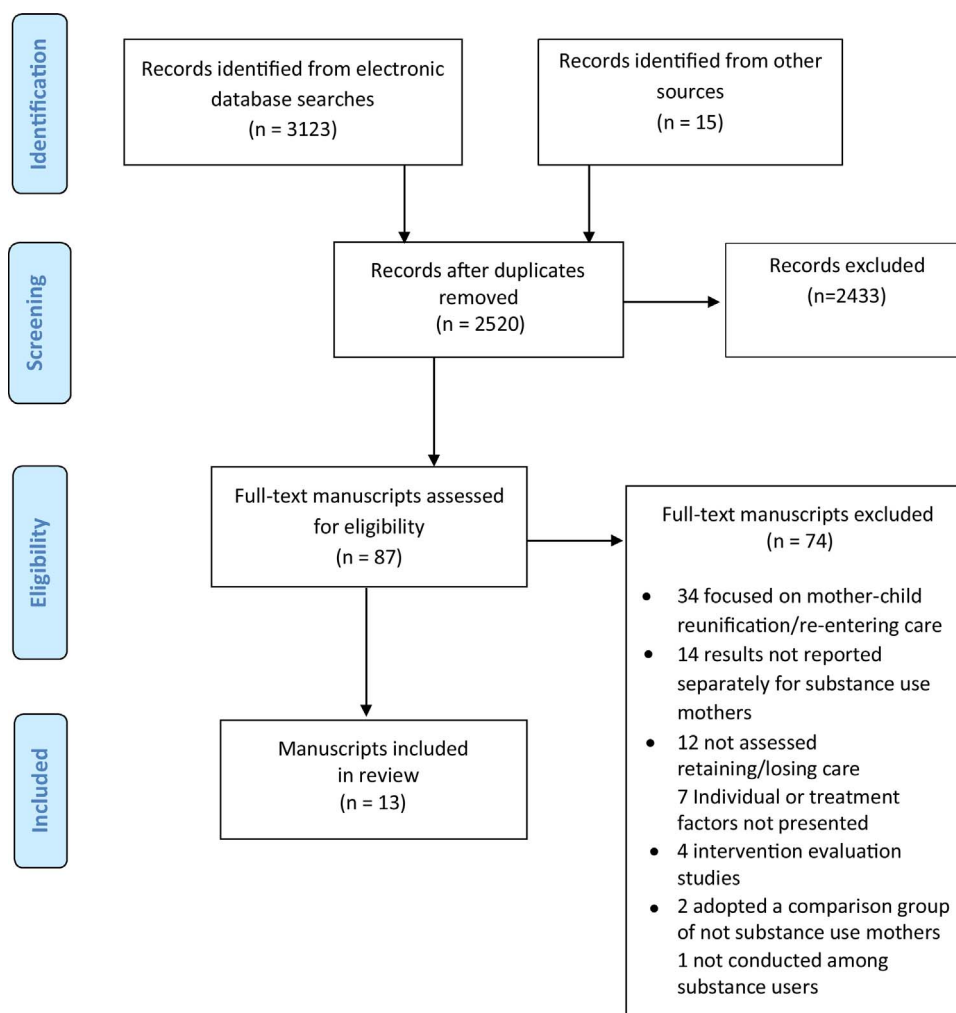 Identification
Records identified from electronic
database searches
(n = 3123)
Records identified from other
sources
(n = 15)
Screening
Records after duplicates
removed
(n = 2520)
Records excluded
(n=2433)
Eligibility
Full-text manuscripts assessed
for eligibility
(n = 87)
Full-text manuscripts excluded
(n = 74)
• 34 focused on mother-child
reunification/re-entering care
• 14 results not reported
separately for substance use
mothers
• 12 not assessed
retaining/losing care
7 Individual or treatment
factors not presented
• 4 intervention evaluation
studies
• 2 adopted a comparison group
of not substance use mothers
1 not conducted among
substance users
Included
Manuscripts included
in review
(n = 13)